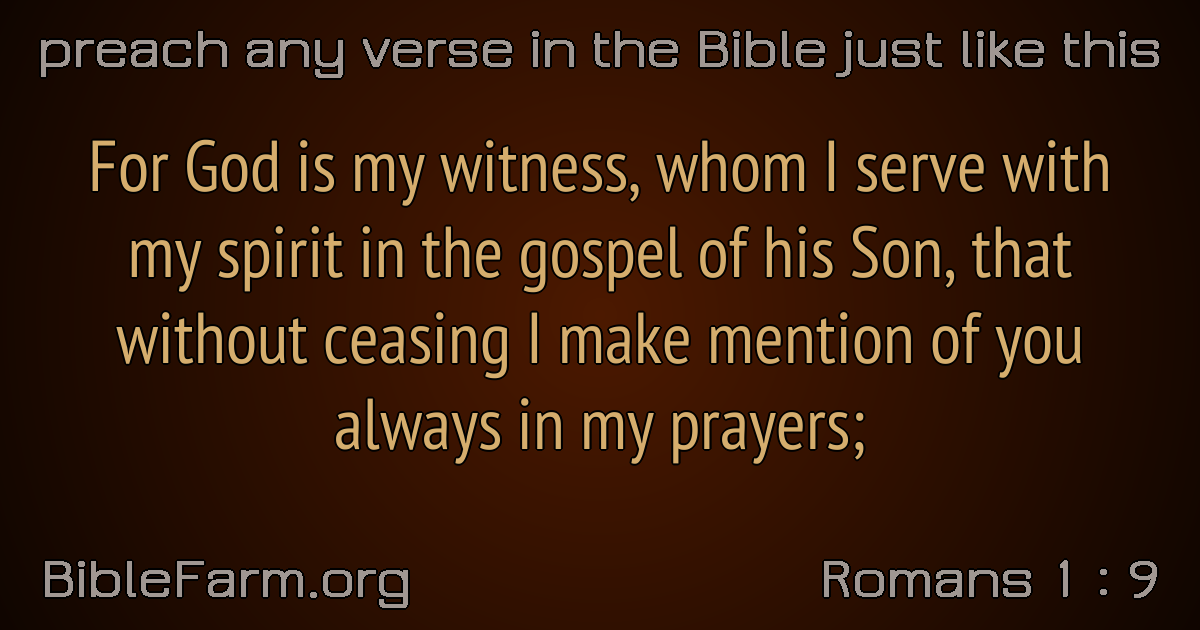 preach any verse in the Bible just like this
For God is my witness, whom I serve with
my spirit in the gospel of his Son, that
without ceasing I make mention of you
always in my prayers;
BibleFarm.org
Romans 1 : 9